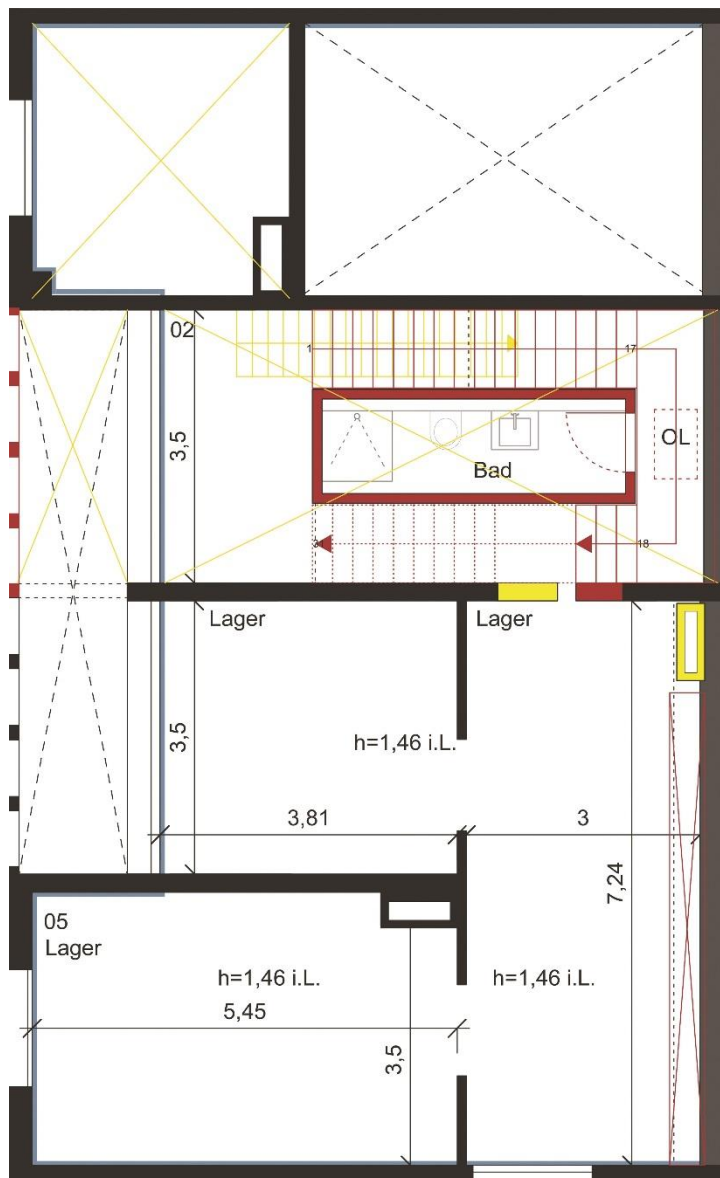 02
1
17
3,5
OL
Bad
18
Lager
Lager
3,5
h=1,46 i.L.
3,81
3
7,24
05
Lager
h=1,46 i.L.
h=1,46 i.L.
5,45
3,5